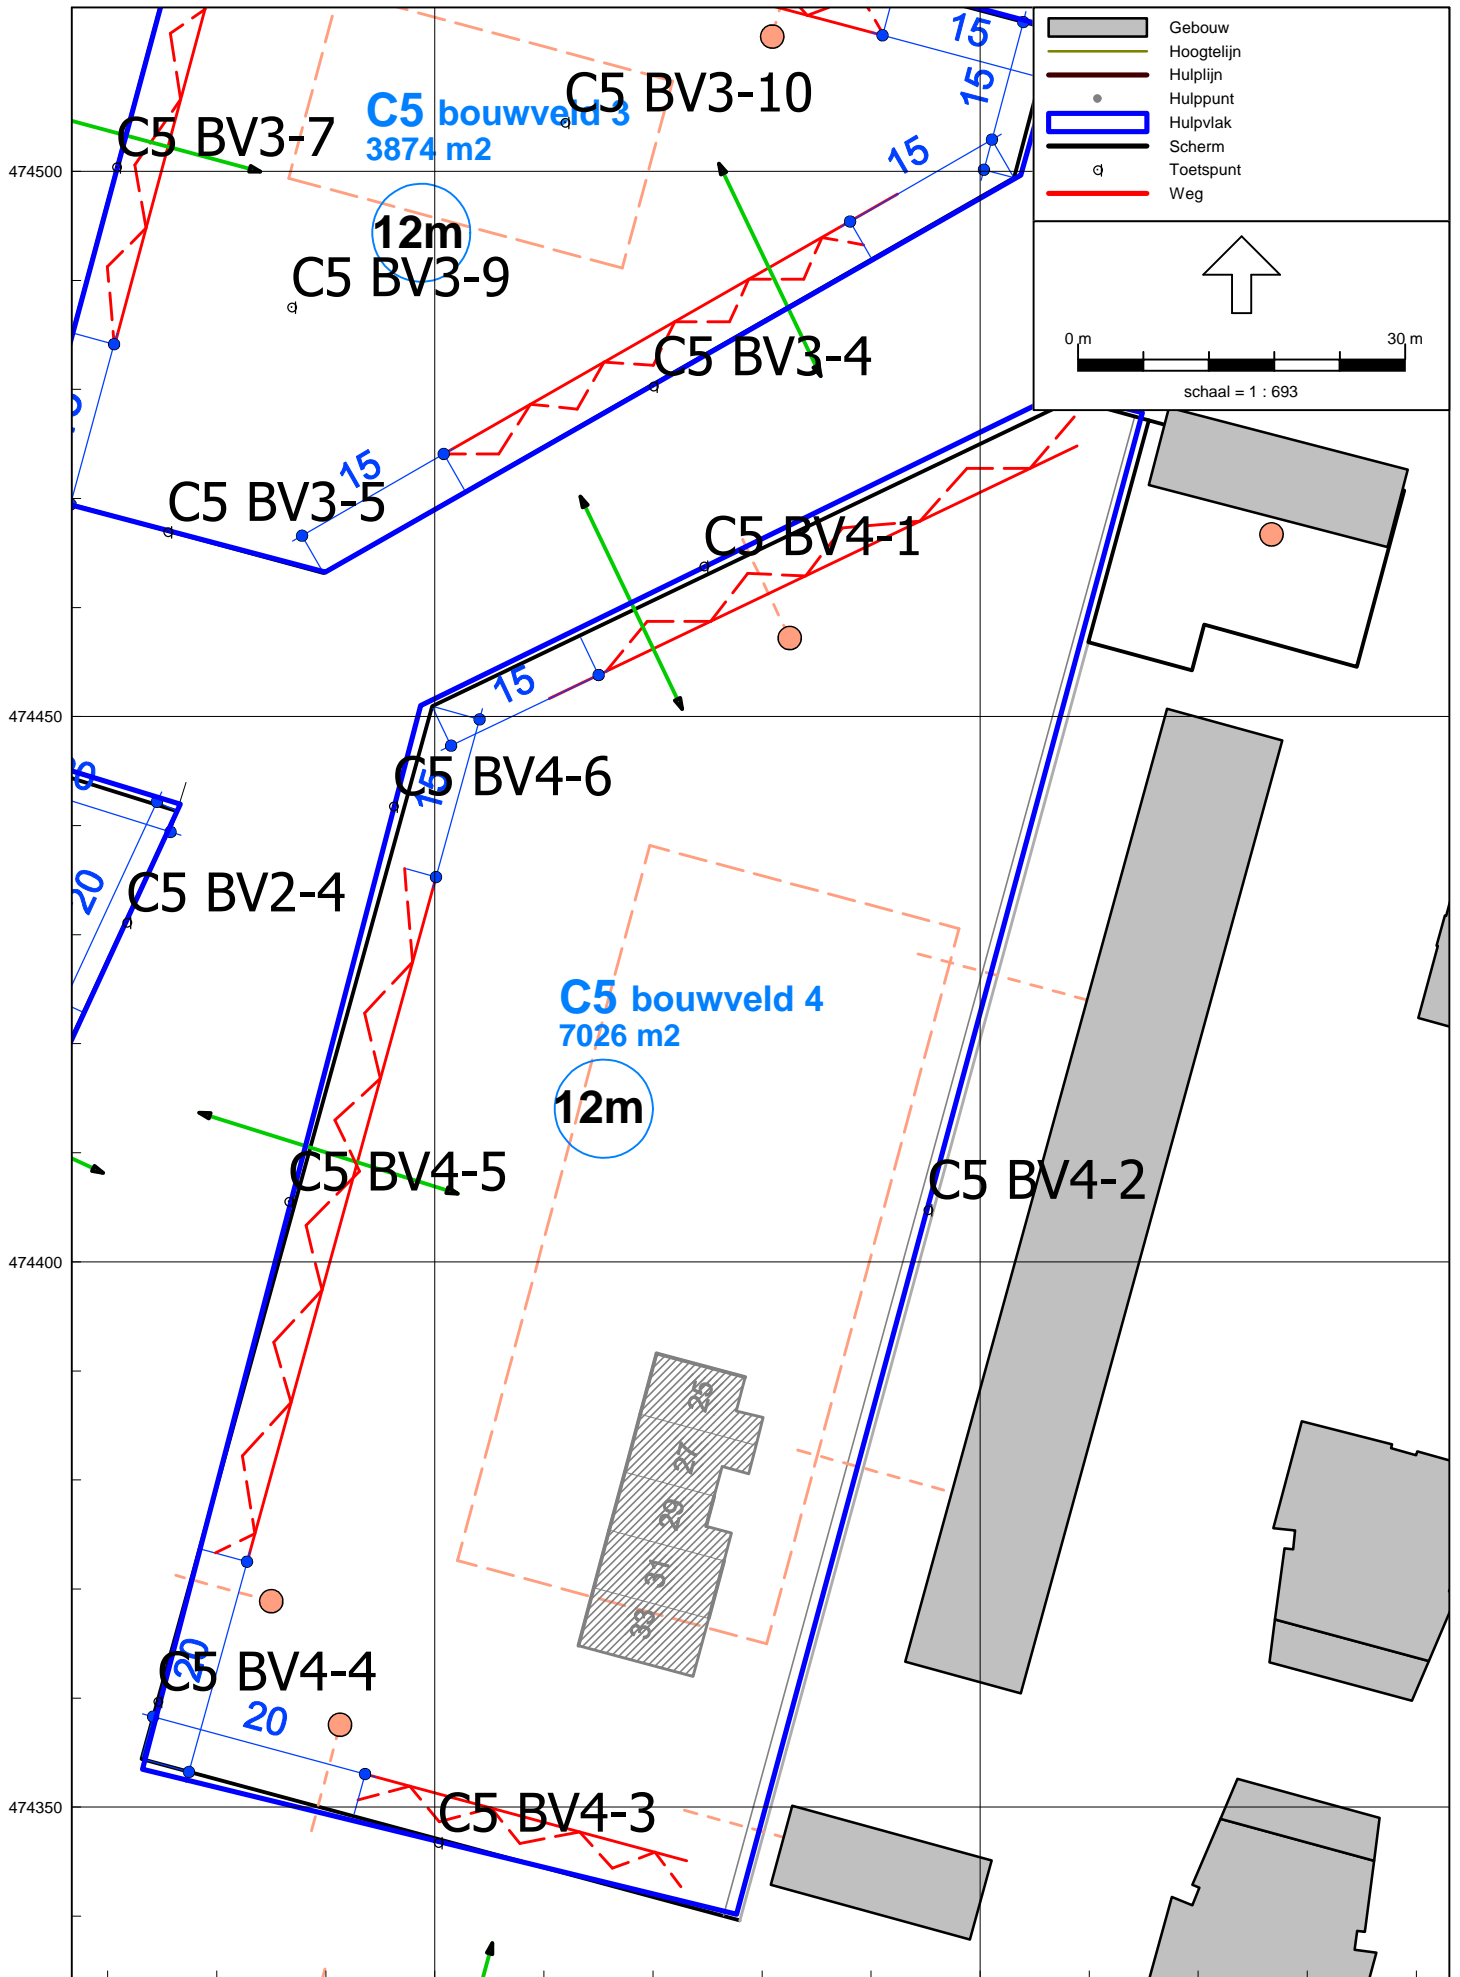 15
Gebouw
Hoogtelijn
Hulplijn
Hulppunt
Hulpvlak
Scherm
Toetspunt
Weg
0 m
30 m
schaal = 1 : 693
15
C5 BV3-10
C5 bouwveld 3
3874 m2
C5 BV3-7
15
474500
12m
C5 BV3-9
C5 BV3-4
15
C5 BV3-5
C5 BV4-1
15
474450
C5 BV4-6
15
C5 BV2-4
20
C5 bouwveld 4
7026 m2
12m
C5 BV4-5
C5 BV4-2
474400
25
27
29
31
33
C5 BV4-4
20
20
474350
C5 BV4-3